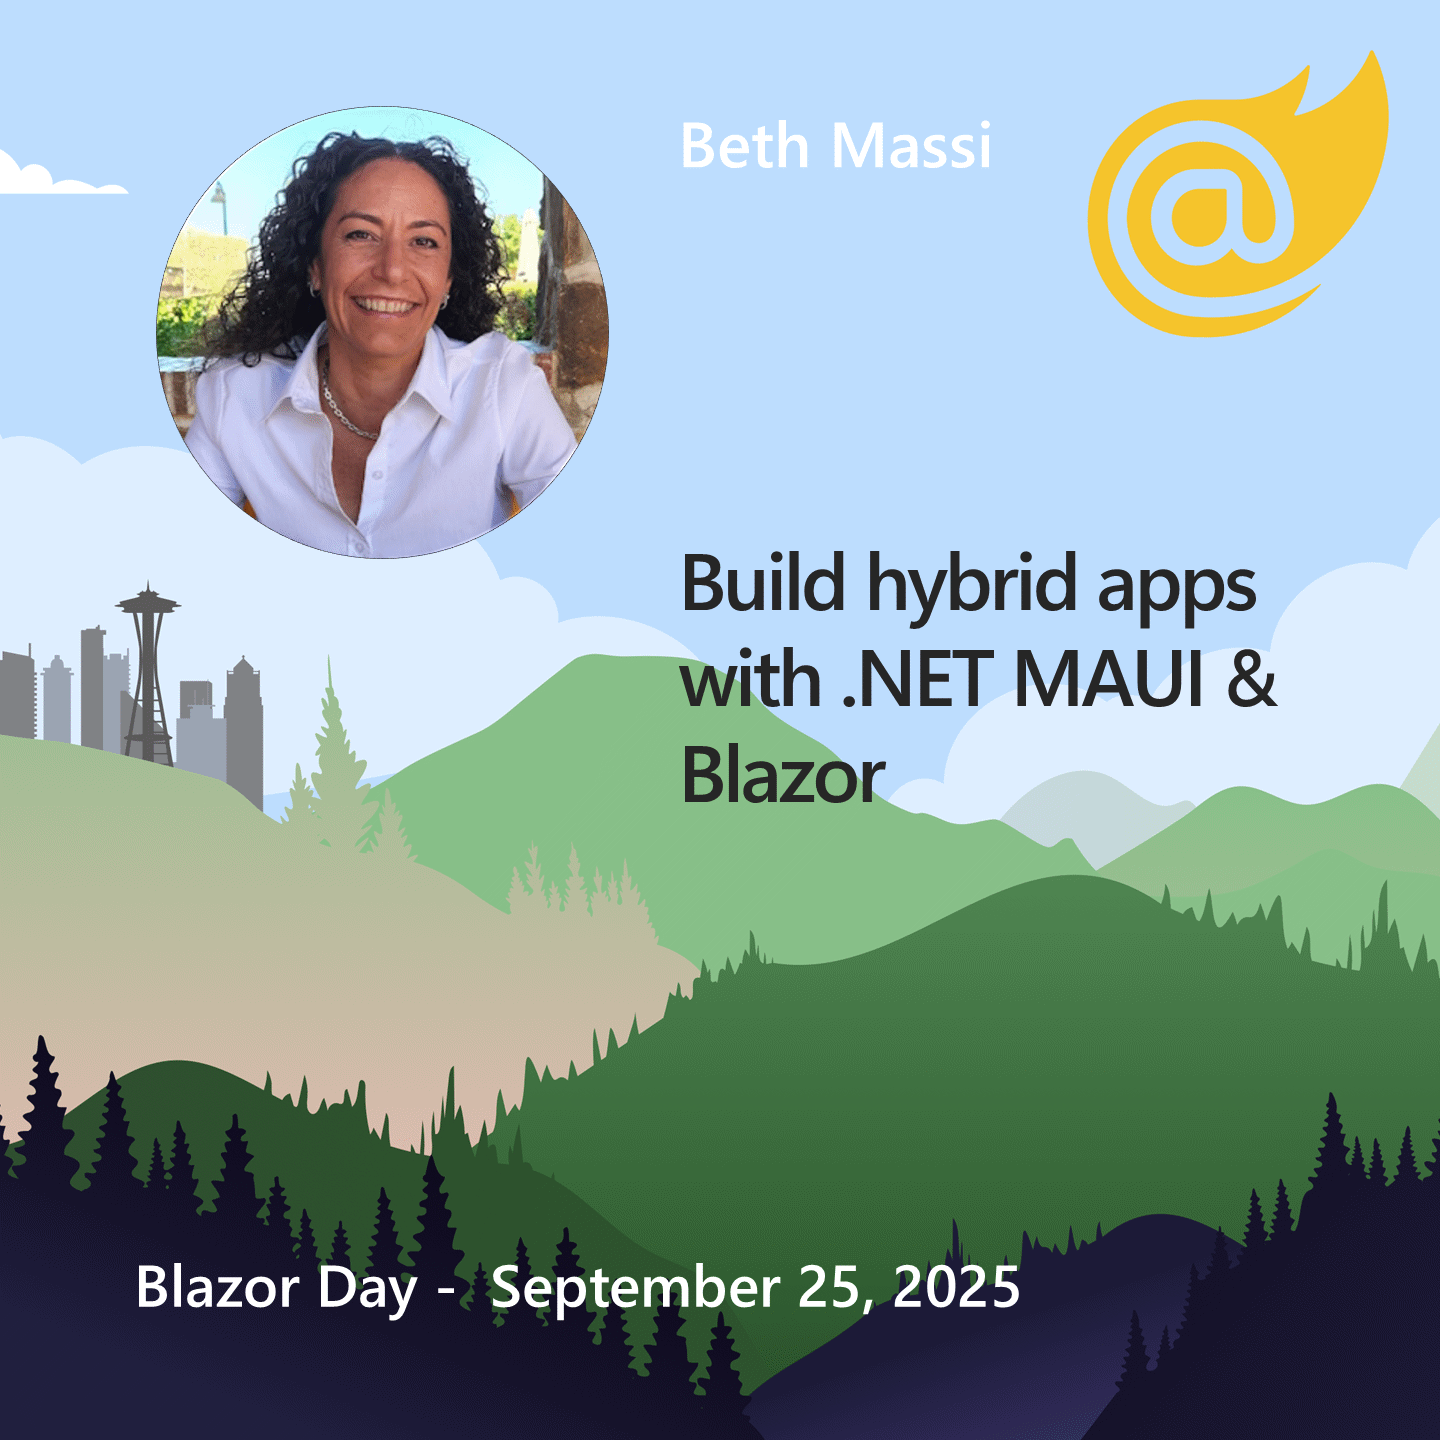 Beth Massi
Build hybrid apps
with .NET MAUI &
Blazor
Blazor Day -  September 25, 2025